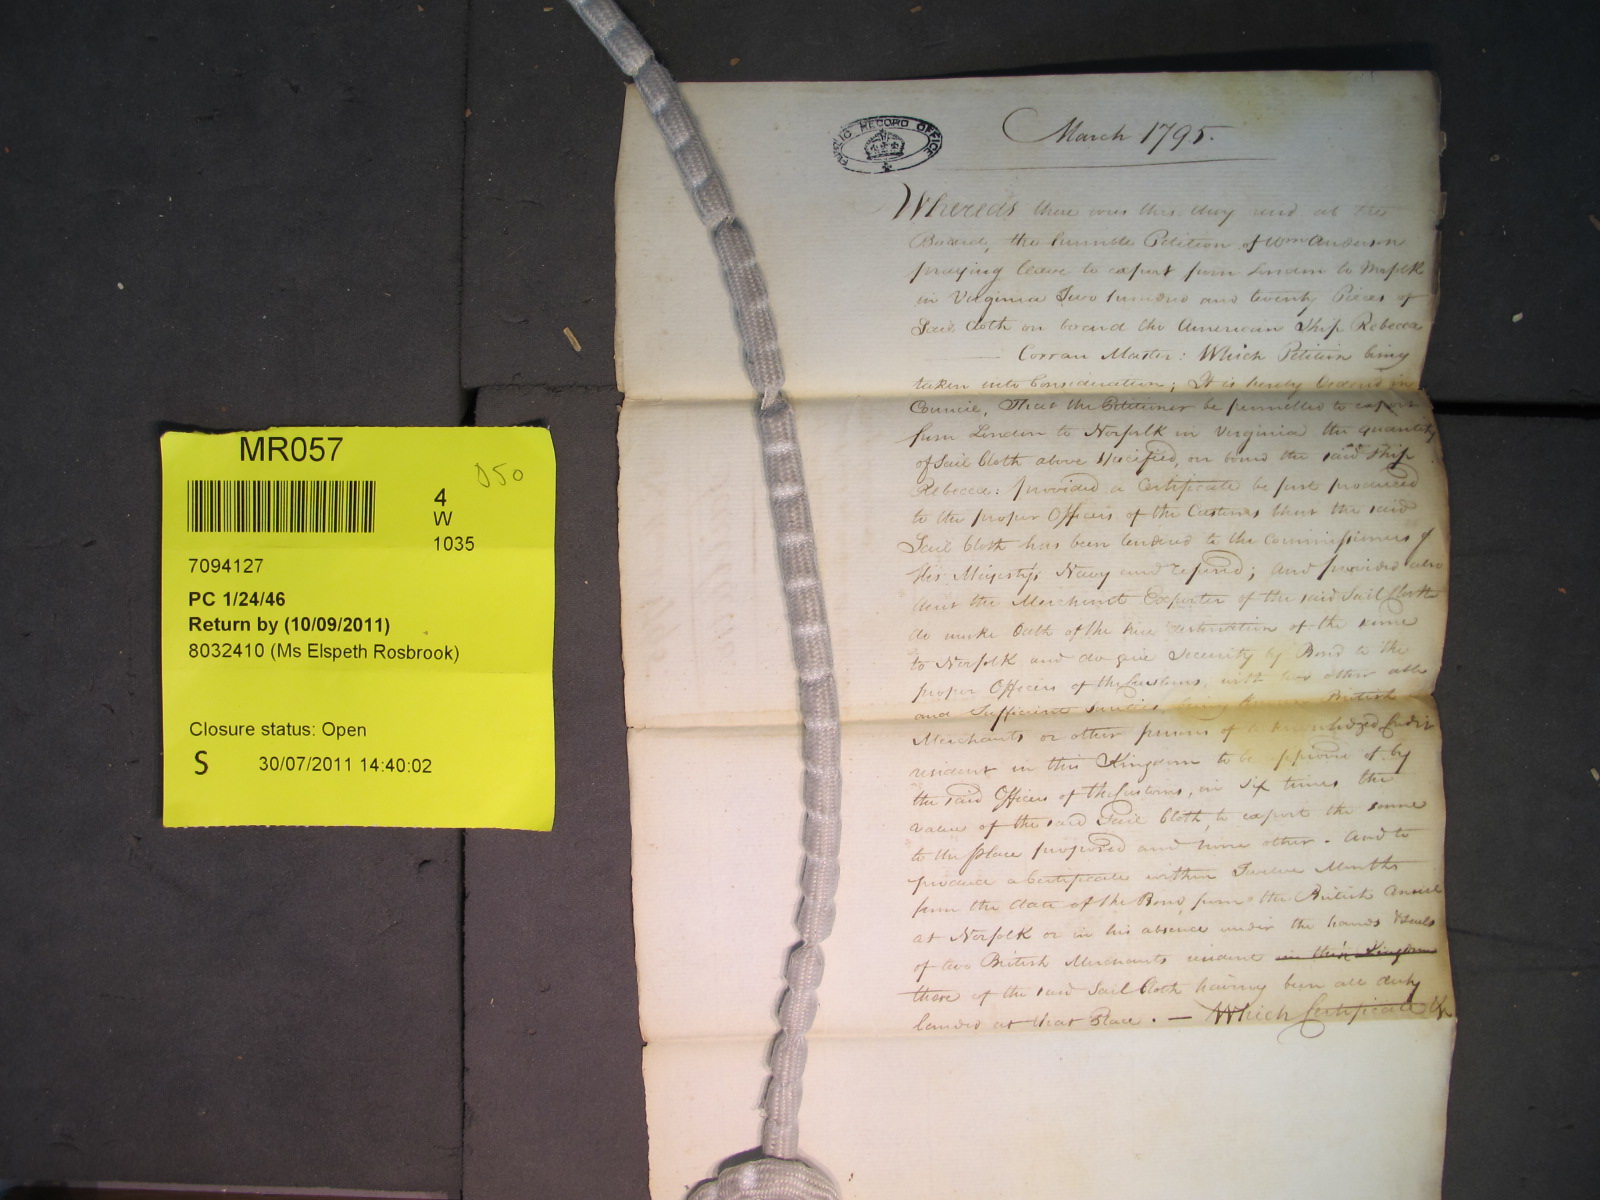 MR057
D50
4
W
1035
7094127
PC 1/24/46
Return by (10/09/2011)
8032410 (Ms Elspeth Rosbrook)
Closure status: Open
S 30/07/2011 14:40:02
PUBLIC RECORD OFFICE
March 1795.
Whereas there was this day read at the
Board, the humble Petition of Wm Anderson
praying leave to export from London to Norfolk
in Virginia Two hundred and twenty Pieces of
Sail Cloth on board the American Ship Rebecca
Corran Master: Which Petition being
taken into Consideration; It is hereby Ordered in
Council, That the Petitioner be permitted to export
from London to Norfolk in Virginia the quantity
of Sail Cloth above specified, on board the said Ship
Rebecca: provided a Certificate be first produced
to the proper Officers of the Customs that the said
Sail Cloth has been tendered to the Commissioners of
His Majesty's Navy and refused; and provided also
that the Merchant Exporter of the said Sail Cloth
do make Oath of the true destination of the same
to Norfolk and do give Security by Bond to the
proper Officers of the Customs, with two other able
and Sufficient Sureties, being known British
Merchants or other persons of acknowledged Credit
resident in this Kingdom to be approved of by
the said Officers of the Customs, in six times the
value of the said Sail Cloth, to export the same
to the Place proposed and none other. And to
produce a Certificate within Twelve Months
from the date of the Bond, from the British Consul
at Norfolk or in his absence under the hands & Seals
of two British Merchants resident in this Kingdom
there of the said Sail Cloth having been all duly
landed at that Place. — Which Certificate &c